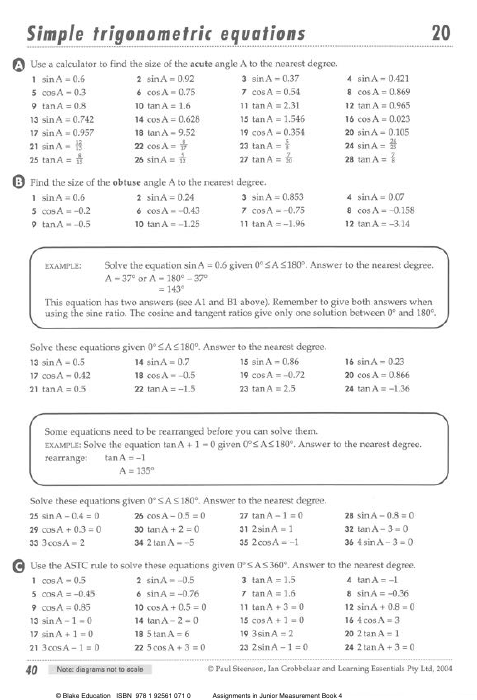 Simple trigonometric equations 20
A Use a calculator to find the size of the acute angle A to the nearest degree.
1 sin A = 0.6 2 sin A = 0.92 3 sin A = 0.37 4 sin A = 0.421
5 cos A = 0.3 6 cos A = 0.75 7 cos A = 0.54 8 cos A = 0.869
9 tan A = 0.8 10 tan A = 1.6 11 tan A = 2.31 12 tan A = 0.965
13 sin A = 0.742 14 cos A = 0.628 15 tan A = 1.546 16 cos A = 0.023
17 sin A = 0.957 18 tan A = 9.52 19 cos A = 0.354 20 sin A = 0.105
21 sin A = 22 cos A = 23 tan A = 24 sin A =
25 tan A = 26 sin A = 27 tan A = 28 tan A =
B Find the size of the obtuse angle A to the nearest degree.
1 sin A = 0.6 2 sin A = 0.24 3 sin A = 0.853 4 sin A = 0.07
5 cos A = -0.2 6 cos A = -0.43 7 cos A = -0.75 8 cos A = -0.158
9 tan A = -0.5 10 tan A = -1.25 11 tan A = -1.96 12 tan A = -3.14
EXAMPLE: Solve the equation sin A = 0.6 given 0° ≤ A ≤ 180°. Answer to the nearest degree.
A = 37° or A = 180° - 37°
= 143°
This equation has two answers (see A1 and B1 above). Remember to give both answers when
using the sine ratio. The cosine and tangent ratios give only one solution between 0° and 180°.
Solve these equations given 0° ≤ A ≤ 180°. Answer to the nearest degree.
13 sin A = 0.5 14 sin A = 0.7 15 sin A = 0.86 16 sin A = 0.23
17 cos A = 0.42 18 cos A = -0.5 19 cos A = -0.72 20 cos A = 0.866
21 tan A = 0.5 22 tan A = -1.5 23 tan A = 2.5 24 tan A = -1.36
Some equations need to be rearranged before you can solve them.
EXAMPLE: Solve the equation tan A + 1 = 0 given 0° ≤ A ≤ 180°. Answer to the nearest degree.
rearrange: tan A = -1
A = 135°
Solve these equations given 0° ≤ A ≤ 180°. Answer to the nearest degree.
25 sin A - 0.4 = 0 26 cos A - 0.5 = 0 27 tan A - 1 = 0 28 sin A - 0.8 = 0
29 cos A + 0.3 = 0 30 tan A + 2 = 0 31 2 sin A = 1 32 tan A - 3 = 0
33 3 cos A = 2 34 2 tan A = -5 35 2 cos A = -1 36 4 sin A - 3 = 0
C Use the ASTC rule to solve these equations given 0° ≤ A ≤ 360°. Answer to the nearest degree.
1 cos A = 0.5 2 sin A = -0.5 3 tan A = 1.5 4 tan A = -1
5 cos A = -0.45 6 sin A = -0.76 7 tan A = 1.6 8 sin A = -0.36
9 cos A = 0.85 10 cos A + 0.5 = 0 11 tan A + 3 = 0 12 sin A + 0.8 = 0
13 sin A - 1 = 0 14 tan A - 2 = 0 15 cos A + 1 = 0 16 4 cos A = 3
17 sin A + 1 = 0 18 5 tan A = 6 19 3 sin A = 2 20 2 tan A = 1
21 3 cos A - 1 = 0 22 5 cos A + 3 = 0 23 2 sin A - 1 = 0 24 2 tan A + 3 = 0
40 Note: diagrams not to scale © Paul Steenson, Ian Grobbelaar and Learning Essentials Pty Ltd, 2004
© Blake Education ISBN 978 1 92561 071 0 Assignments in Junior Measurement Book 4